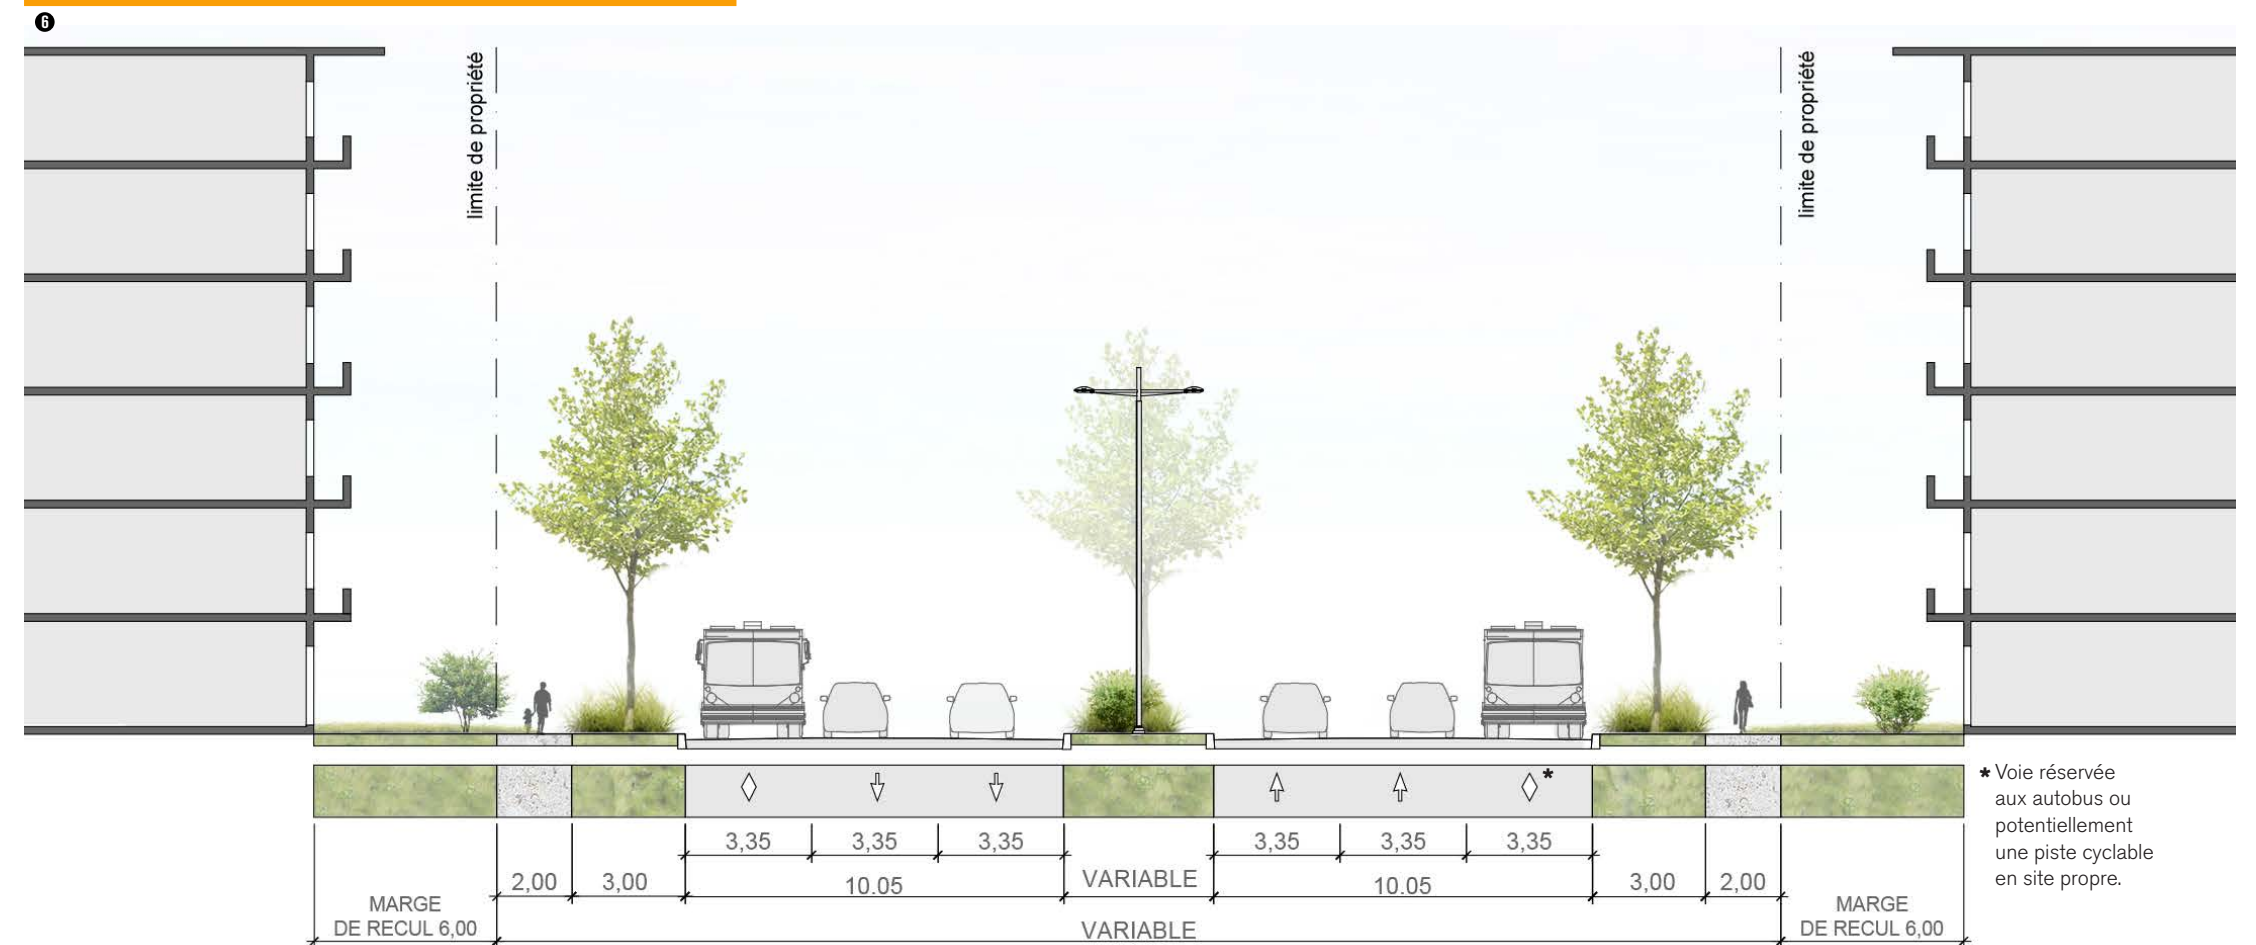 6
limite de propriété
limite de propriété
*
* Voie réservée
aux autobus ou
potentiellement
une piste cyclable
en site propre.
3,35
3,35
3,35
3,35
3,35
3,35
2,00
3,00
10.05
VARIABLE
10.05
3,00
2,00
MARGE
DE RECUL 6,00
VARIABLE
MARGE
DE RECUL 6,00